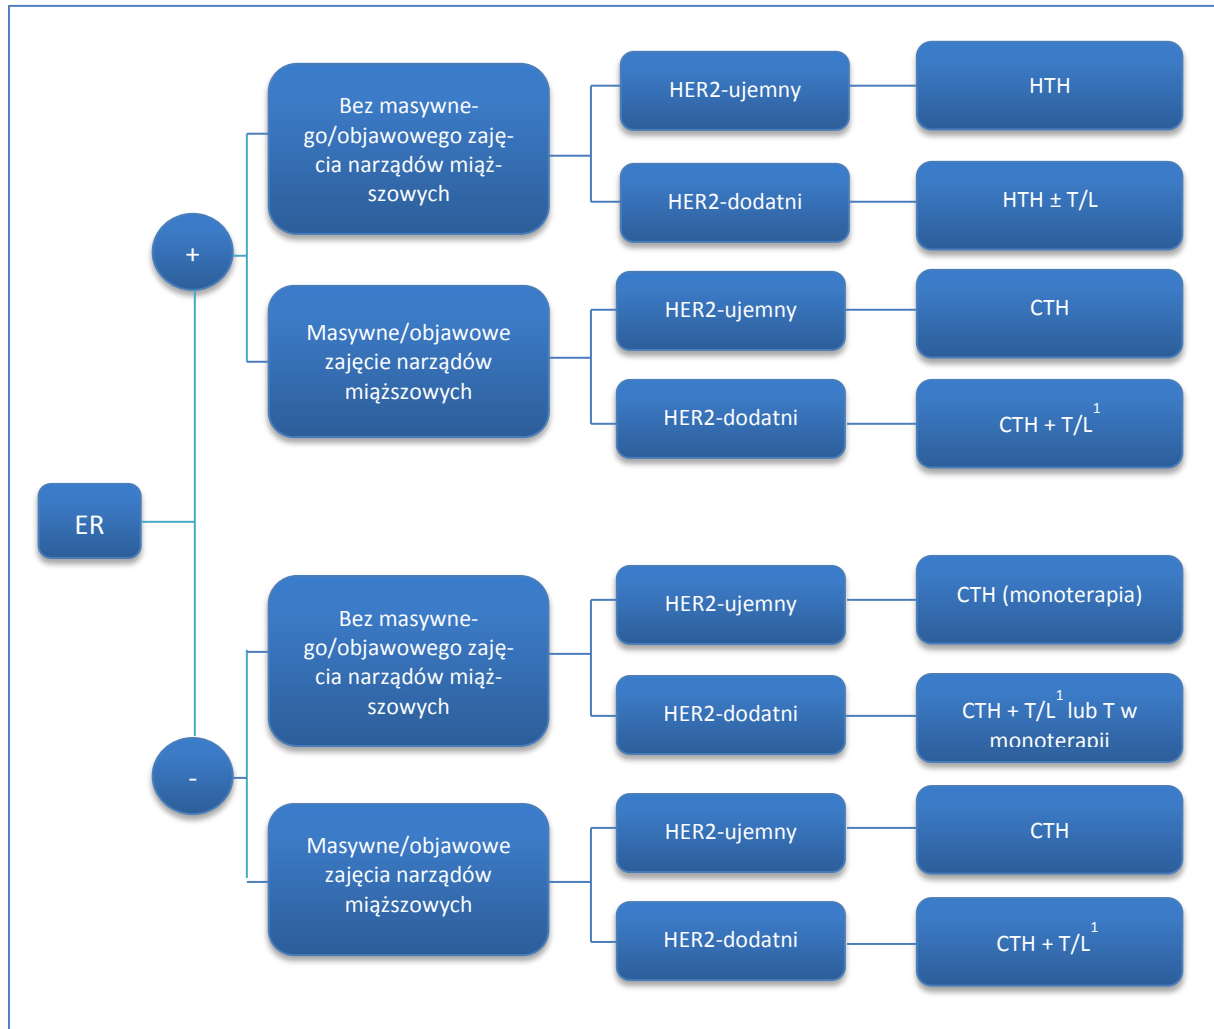 ER
+
Bez masywne-
go/objawowego zaję-
cia narządów miąż-
szowych
HER2-ujemny
HTH
HER2-dodatni
HTH ± T/L
Masywne/objawowe
zajęcie narządów
miąższowych
HER2-ujemny
CTH
HER2-dodatni
CTH + T/L¹
-
Bez masywne-
go/objawowego zaję-
cia narządów miąż-
szowych
HER2-ujemny
CTH (monoterapia)
HER2-dodatni
CTH + T/L¹ lub T w
monoterapii
Masywne/objawowe
zajęcia narządów
miąższowych
HER2-ujemny
CTH
HER2-dodatni
CTH + T/L¹